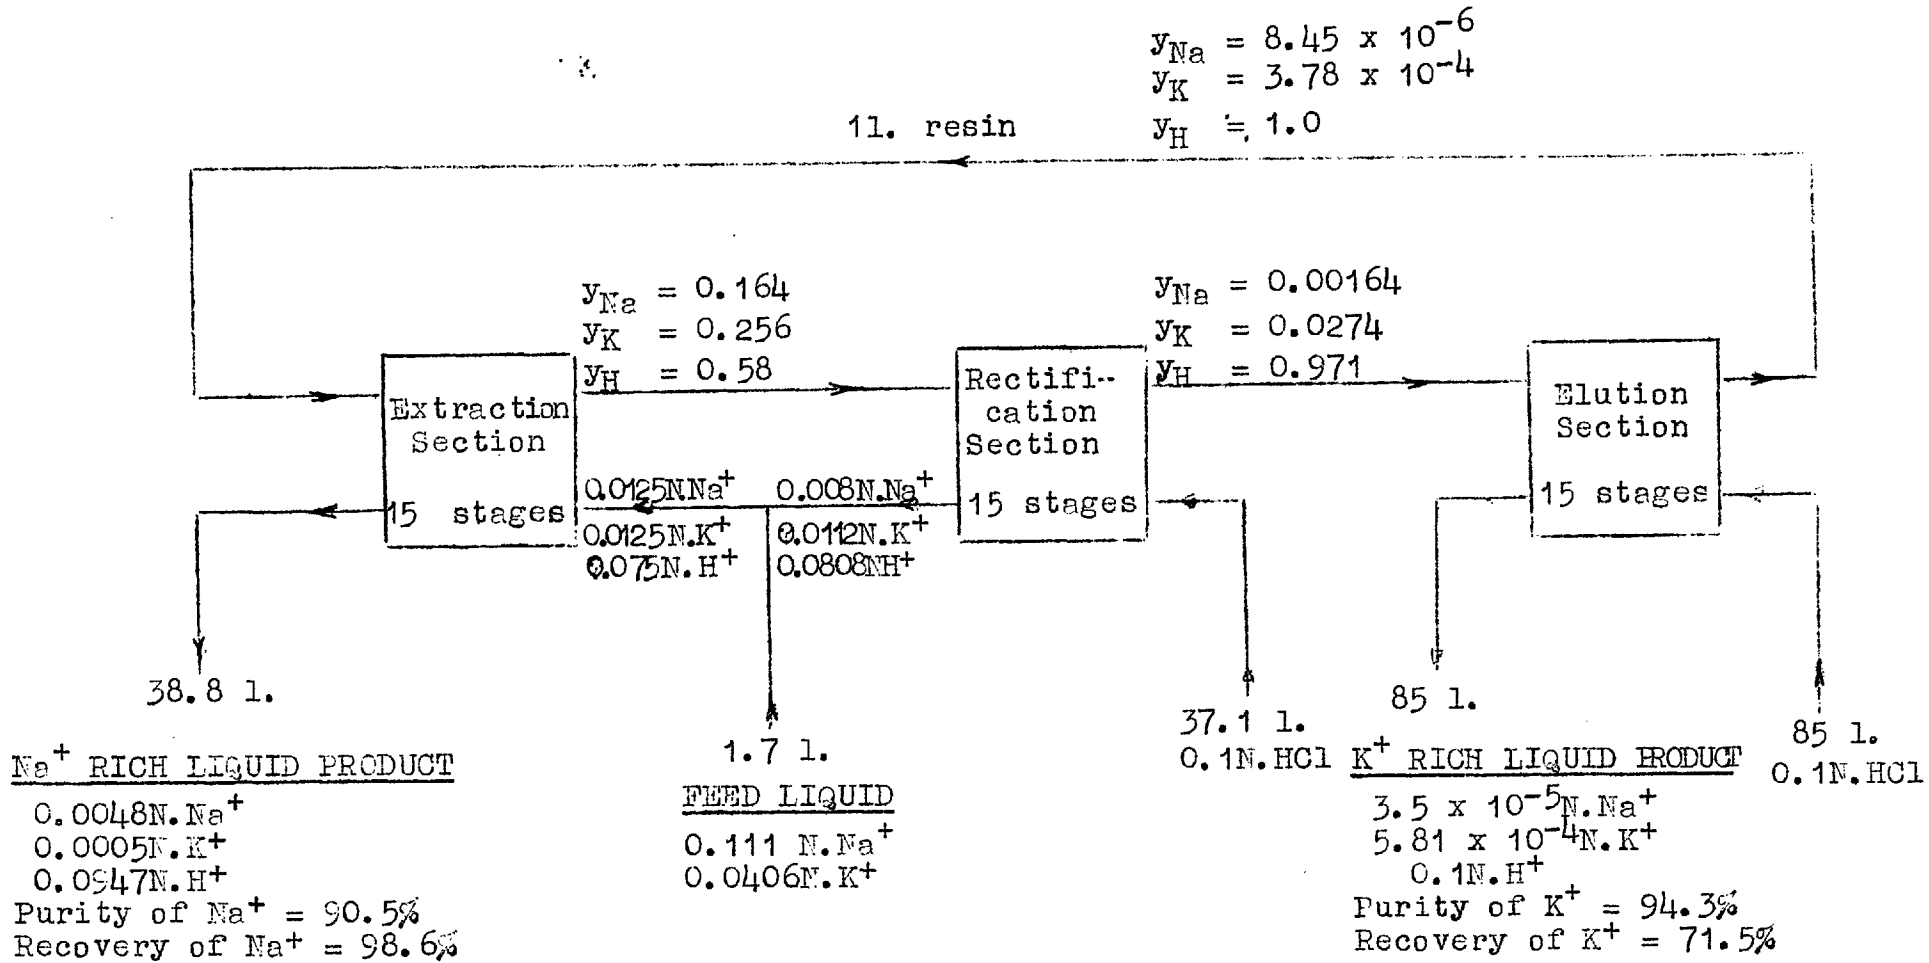 y_Na = 8.45 x 10^-6
y_K = 3.78 x 10^-4
y_H = 1.0
1l. resin
y_Na = 0.164
y_K = 0.256
y_H = 0.58
y_Na = 0.00164
y_K = 0.0274
y_H = 0.971
Extraction
Section
15 stages
Rectifi-
cation
Section
15 stages
Elution
Section
15 stages
0.0125NNa+
0.0125N.K+
0.075N.H+
0.008N.Na+
0.0112N.K+
0.0808NH+
38.8 l.
Na+ RICH LIQUID PRODUCT
0.0048N.Na+
0.0005N.K+
0.0947N.H+
Purity of Na+ = 90.5%
Recovery of Na+ = 98.6%
1.7 l.
FEED LIQUID
0.111 N.Na+
0.0406N.K+
37.1 l.
0.1N.HCl
85 l.
K+ RICH LIQUID PRODUCT
3.5 x 10^-5N.Na+
5.81 x 10^-4N.K+
0.1N.H+
Purity of K+ = 94.3%
Recovery of K+ = 71.5%
85 l.
0.1N.HCl